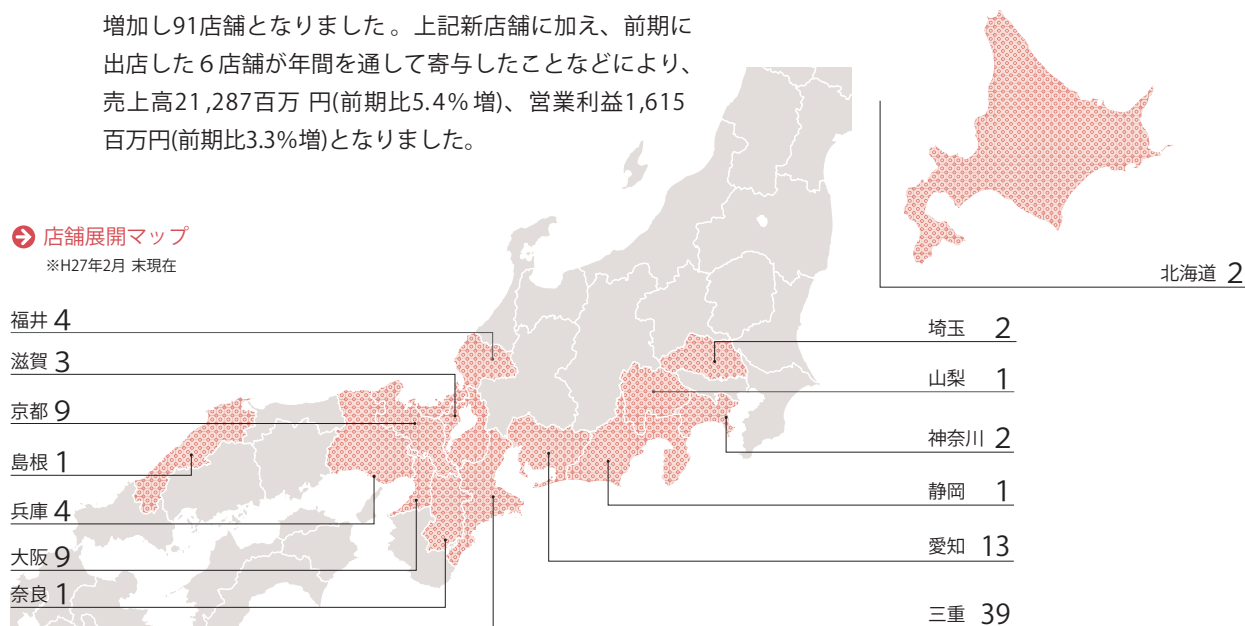 増加し91店舗となりました。上記新店舗に加え、前期に
出店した6店舗が年間を通して寄与したことなどにより、
売上高21,287百万円(前期比5.4%増)、営業利益1,615
百万円(前期比3.3%増)となりました。
店舗展開マップ
※H27年2月 末現在
北海道 2
福井 4
滋賀 3
京都 9
島根 1
兵庫 4
大阪 9
奈良 1
埼玉 2
山梨 1
神奈川 2
静岡 1
愛知 13
三重 39